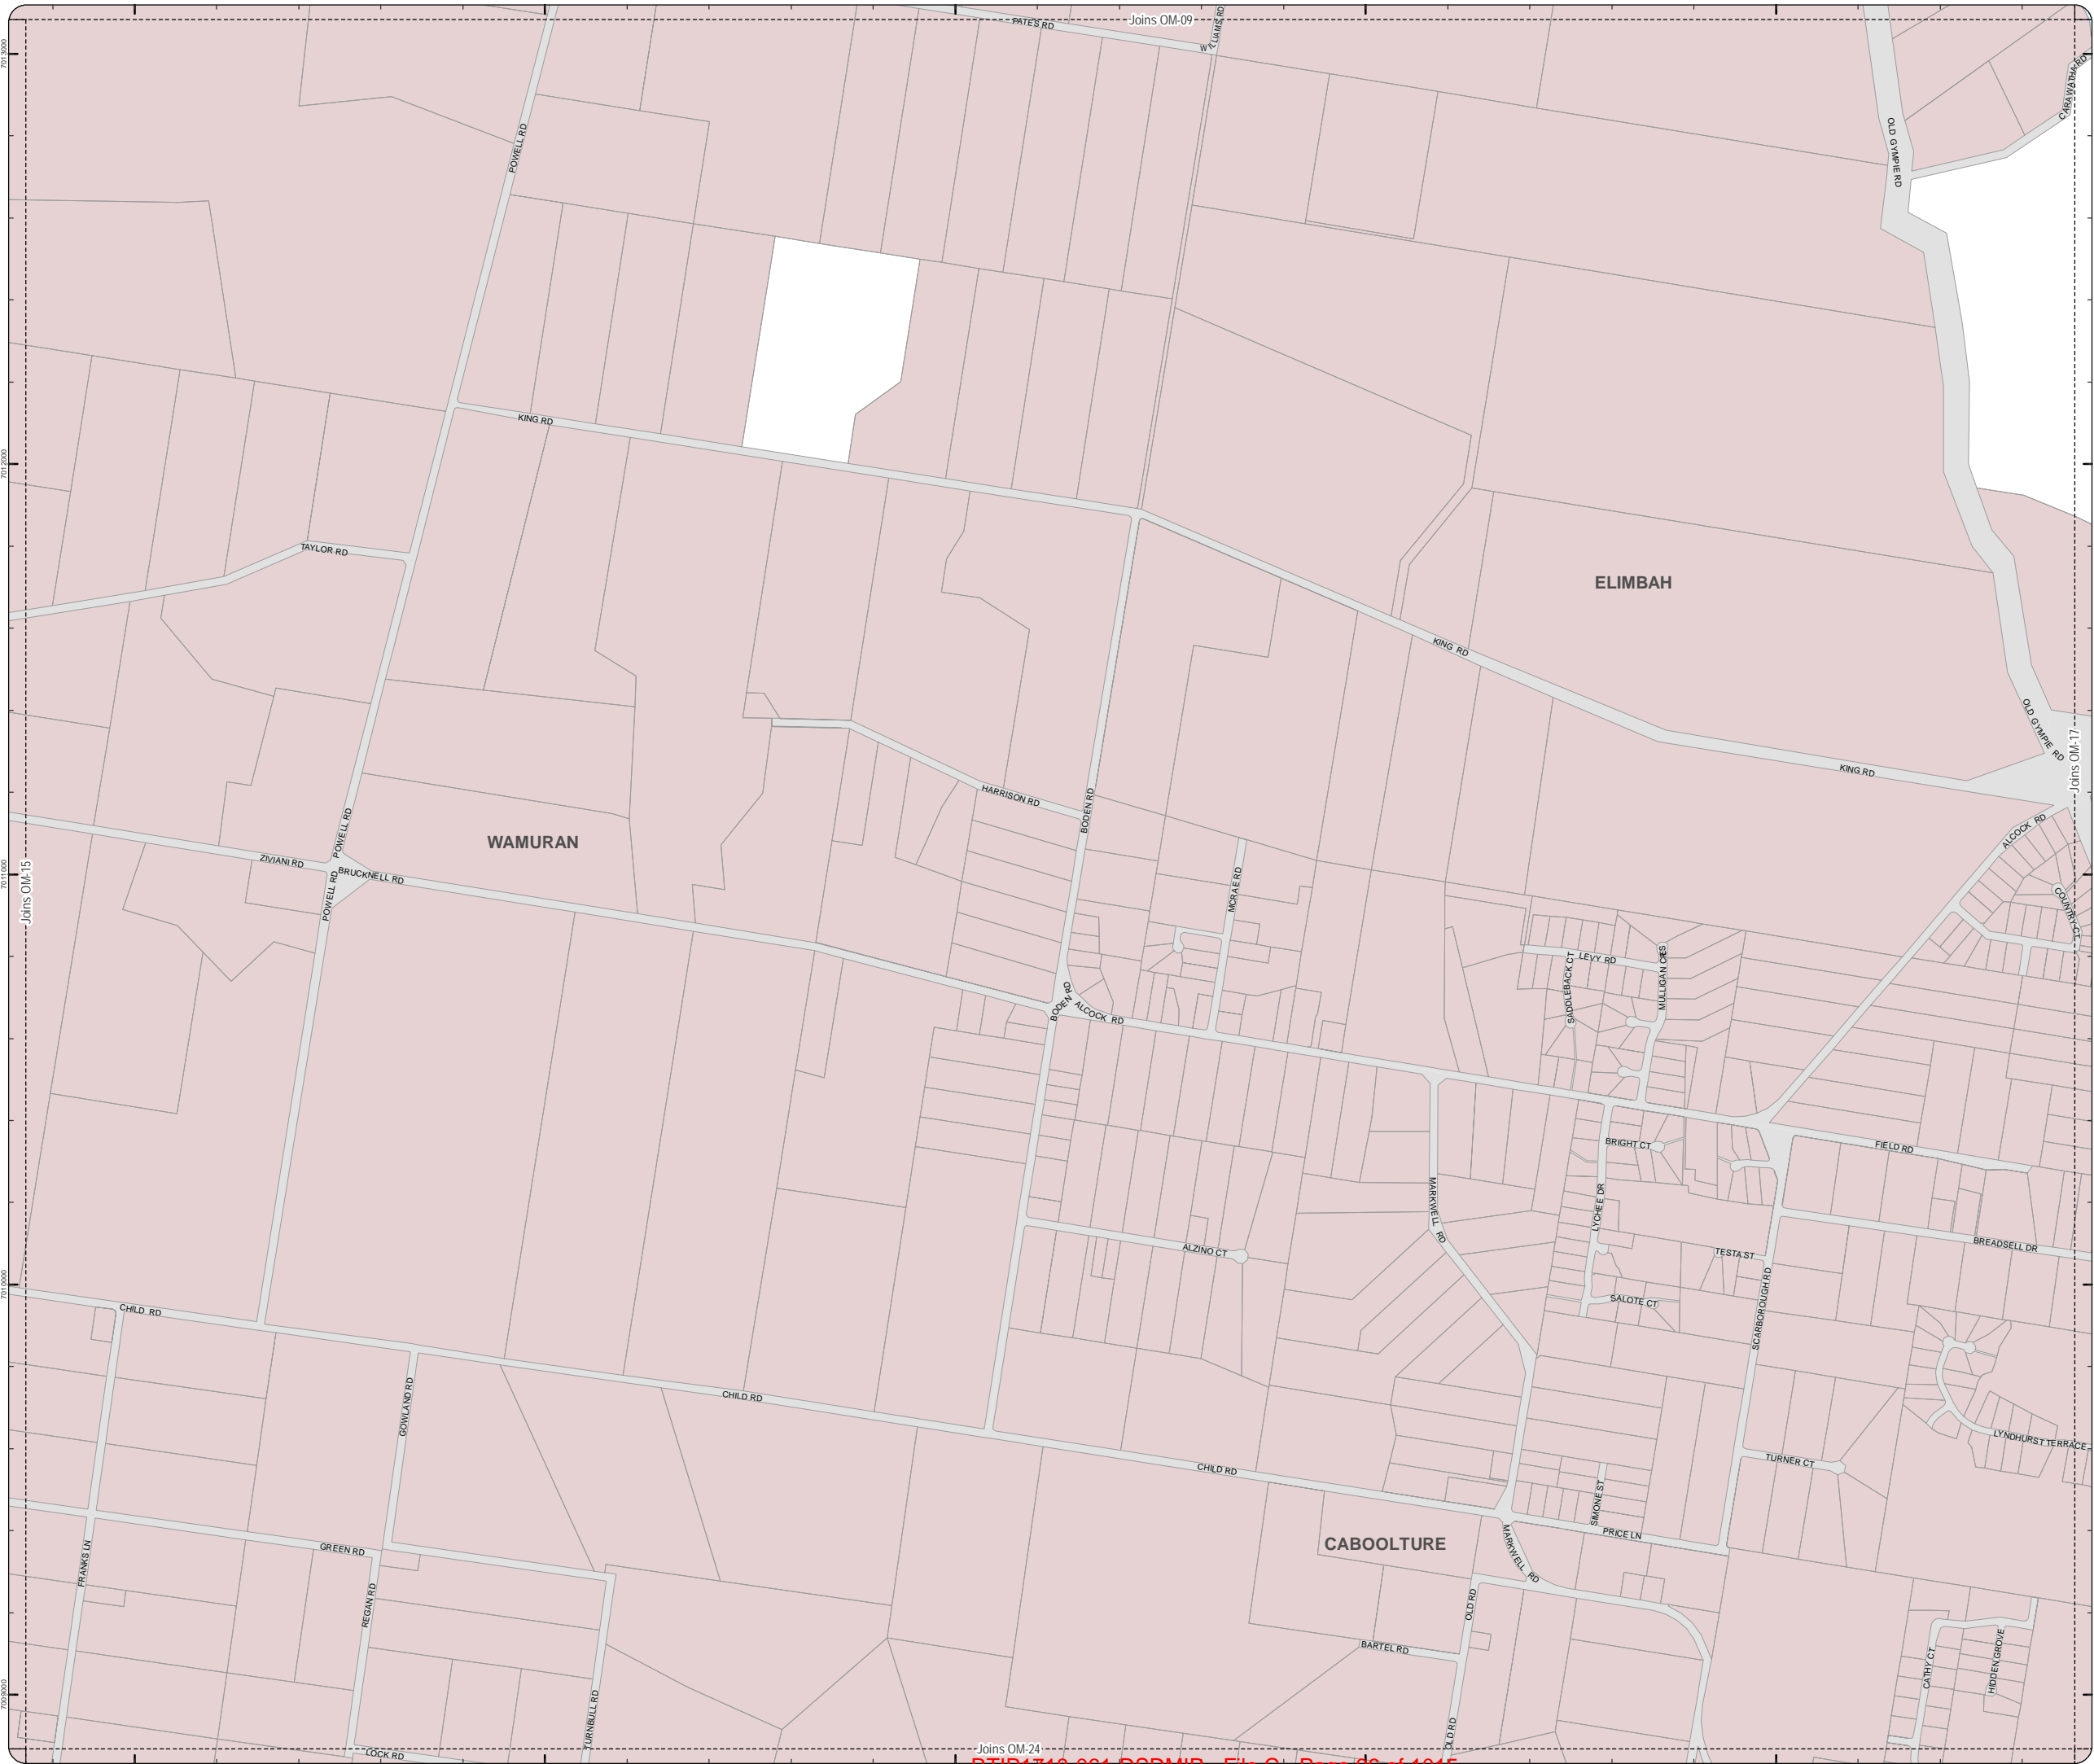 Joins OM-09
PATES RD
WILLIAMS RD
7013000
CARAWATHA RD
OLD GYMPIE RD
POWELL RD
KING RD
7012000
TAYLOR RD
ELIMBAH
KING RD
OLD GYMPIE RD
Joins OM-17
KING RD
HARRISON RD
BODEN RD
POWELL RD
WAMURAN
ALCOCK RD
ZIVIANI RD
BRUCKNELL RD
7011000
Joins OM-15
POWELL RD
MCRAE RD
COUNTRY CT
LEVY RD
SADDLEBACK CT
MULLIGAN CRES
BODEN RD
ALCOCK RD
BRIGHT CT
FIELD RD
MARKWELL RD
LYCHEE DR
ALZINO CT
TESTA ST
BREADSELL DR
7010000
CHILD RD
SALOTE CT
SCARBOROUGH RD
GOWLAND RD
CHILD RD
LYNDHURST TERRACE
CHILD RD
TURNER CT
SIMONE ST
PRICE LN
CABOOLTURE
MARKWELL RD
FRANKS LN
GREEN RD
REGAN RD
OLD RD
BARTEL RD
CATHY CT
HIDDEN GROVE
7009000
TURNBULL RD
OLD RD
LOCK RD
Joins OM-24